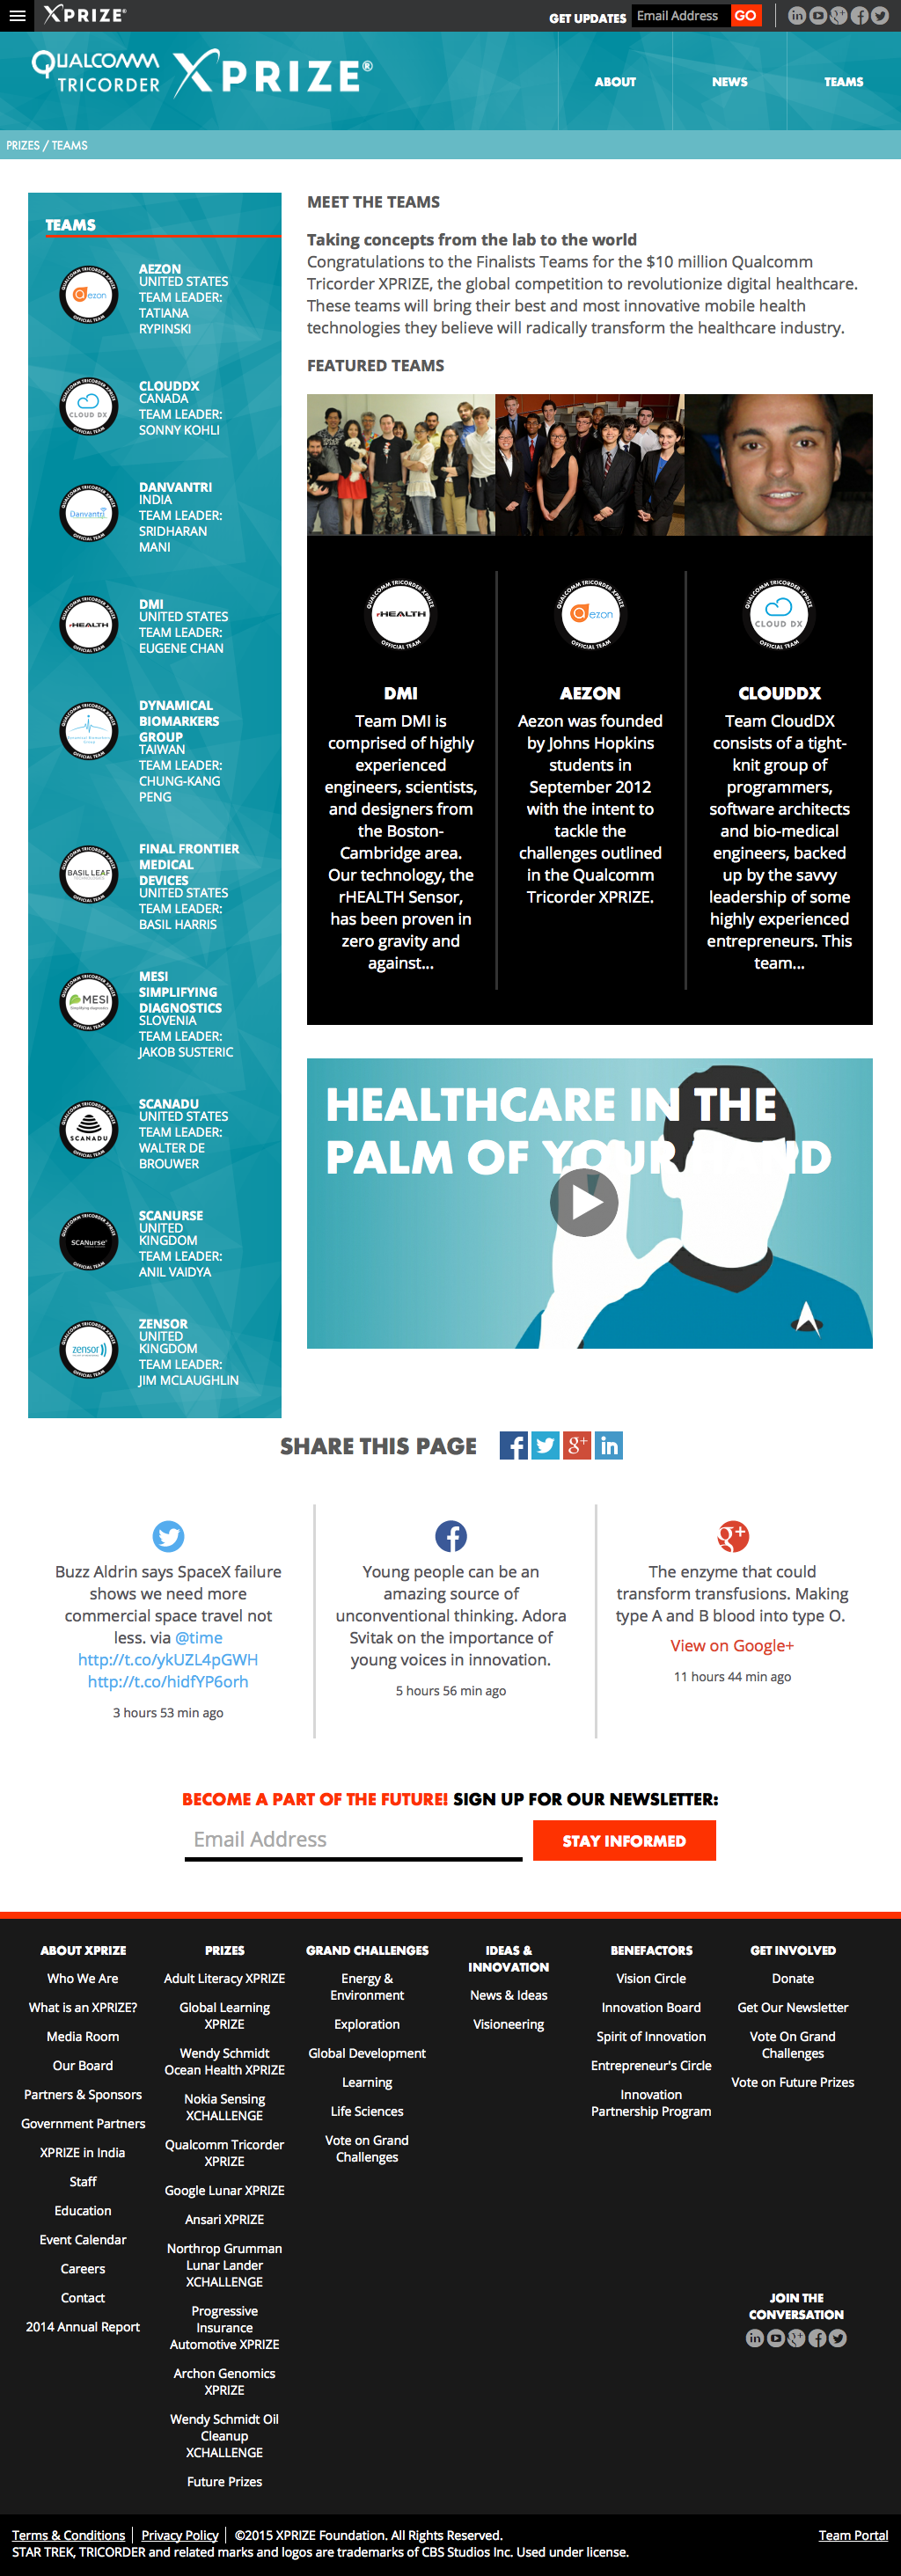 XPRIZE®
GET UPDATES
Email Address
GO
QUALCOMM
TRICORDER
XPRIZE®
ABOUT
NEWS
TEAMS
PRIZES / TEAMS
TEAMS
AEZON
UNITED STATES
TEAM LEADER:
TATIANA
RYPINSKI
CLOUDDX
CANADA
TEAM LEADER:
SONNY KOHLI
DANVANTRI
INDIA
TEAM LEADER:
SRIDHARAN
MANI
DMI
UNITED STATES
TEAM LEADER:
EUGENE CHAN
DYNAMICAL
BIOMARKERS
GROUP
TAIWAN
TEAM LEADER:
CHUNG-KANG
PENG
FINAL FRONTIER
MEDICAL
DEVICES
UNITED STATES
TEAM LEADER:
BASIL HARRIS
MESI
SIMPLIFYING
DIAGNOSTICS
SLOVENIA
TEAM LEADER:
JAKOB SUSTERIC
SCANADU
UNITED STATES
TEAM LEADER:
WALTER DE
BROUWER
SCANURSE
UNITED
KINGDOM
TEAM LEADER:
ANIL VAIDYA
ZENSOR
UNITED
KINGDOM
TEAM LEADER:
JIM MCLAUGHLIN
MEET THE TEAMS
Taking concepts from the lab to the world
Congratulations to the Finalists Teams for the $10 million Qualcomm
Tricorder XPRIZE, the global competition to revolutionize digital healthcare.
These teams will bring their best and most innovative mobile health
technologies they believe will radically transform the healthcare industry.
FEATURED TEAMS
QUALCOMM TRICORDER XPRIZE
rHEALTH
OFFICIAL TEAM
DMI
Team DMI is
comprised of highly
experienced
engineers, scientists,
and designers from
the Boston-
Cambridge area.
Our technology, the
rHEALTH Sensor,
has been proven in
zero gravity and
against...
QUALCOMM TRICORDER XPRIZE
aezon
OFFICIAL TEAM
AEZON
Aezon was founded
by Johns Hopkins
students in
September 2012
with the intent to
tackle the
challenges outlined
in the Qualcomm
Tricorder XPRIZE.
QUALCOMM TRICORDER XPRIZE
CLOUD DX
OFFICIAL TEAM
CLOUDDX
Team CloudDX
consists of a tight-
knit group of
programmers,
software architects
and bio-medical
engineers, backed
up by the savvy
leadership of some
highly experienced
entrepreneurs. This
team...
HEALTHCARE IN THE
PALM OF YOUR HAND
SHARE THIS PAGE
Buzz Aldrin says SpaceX failure
shows we need more
commercial space travel not
less. via @time
http://t.co/ykUZL4pGWH
http://t.co/hidfYP6orh
3 hours 53 min ago
Young people can be an
amazing source of
unconventional thinking. Adora
Svitak on the importance of
young voices in innovation.
5 hours 56 min ago
The enzyme that could
transform transfusions. Making
type A and B blood into type O.
View on Google+
11 hours 44 min ago
BECOME A PART OF THE FUTURE! SIGN UP FOR OUR NEWSLETTER:
Email Address
STAY INFORMED
ABOUT XPRIZE
Who We Are
What is an XPRIZE?
Media Room
Our Board
Partners & Sponsors
Government Partners
XPRIZE in India
Staff
Education
Event Calendar
Careers
Contact
2014 Annual Report
PRIZES
Adult Literacy XPRIZE
Global Learning
XPRIZE
Wendy Schmidt
Ocean Health XPRIZE
Nokia Sensing
XCHALLENGE
Qualcomm Tricorder
XPRIZE
Google Lunar XPRIZE
Ansari XPRIZE
Northrop Grumman
Lunar Lander
XCHALLENGE
Progressive
Insurance
Automotive XPRIZE
Archon Genomics
XPRIZE
Wendy Schmidt Oil
Cleanup
XCHALLENGE
Future Prizes
GRAND CHALLENGES
Energy &
Environment
Exploration
Global Development
Learning
Life Sciences
Vote on Grand
Challenges
IDEAS &
INNOVATION
News & Ideas
Visioneering
BENEFACTORS
Vision Circle
Innovation Board
Spirit of Innovation
Entrepreneur's Circle
Innovation
Partnership Program
GET INVOLVED
Donate
Get Our Newsletter
Vote On Grand
Challenges
Vote on Future Prizes
JOIN THE
CONVERSATION
Terms & Conditions
Privacy Policy
©2015 XPRIZE Foundation. All Rights Reserved.
Team Portal
STAR TREK, TRICORDER and related marks and logos are trademarks of CBS Studios Inc. Used under license.